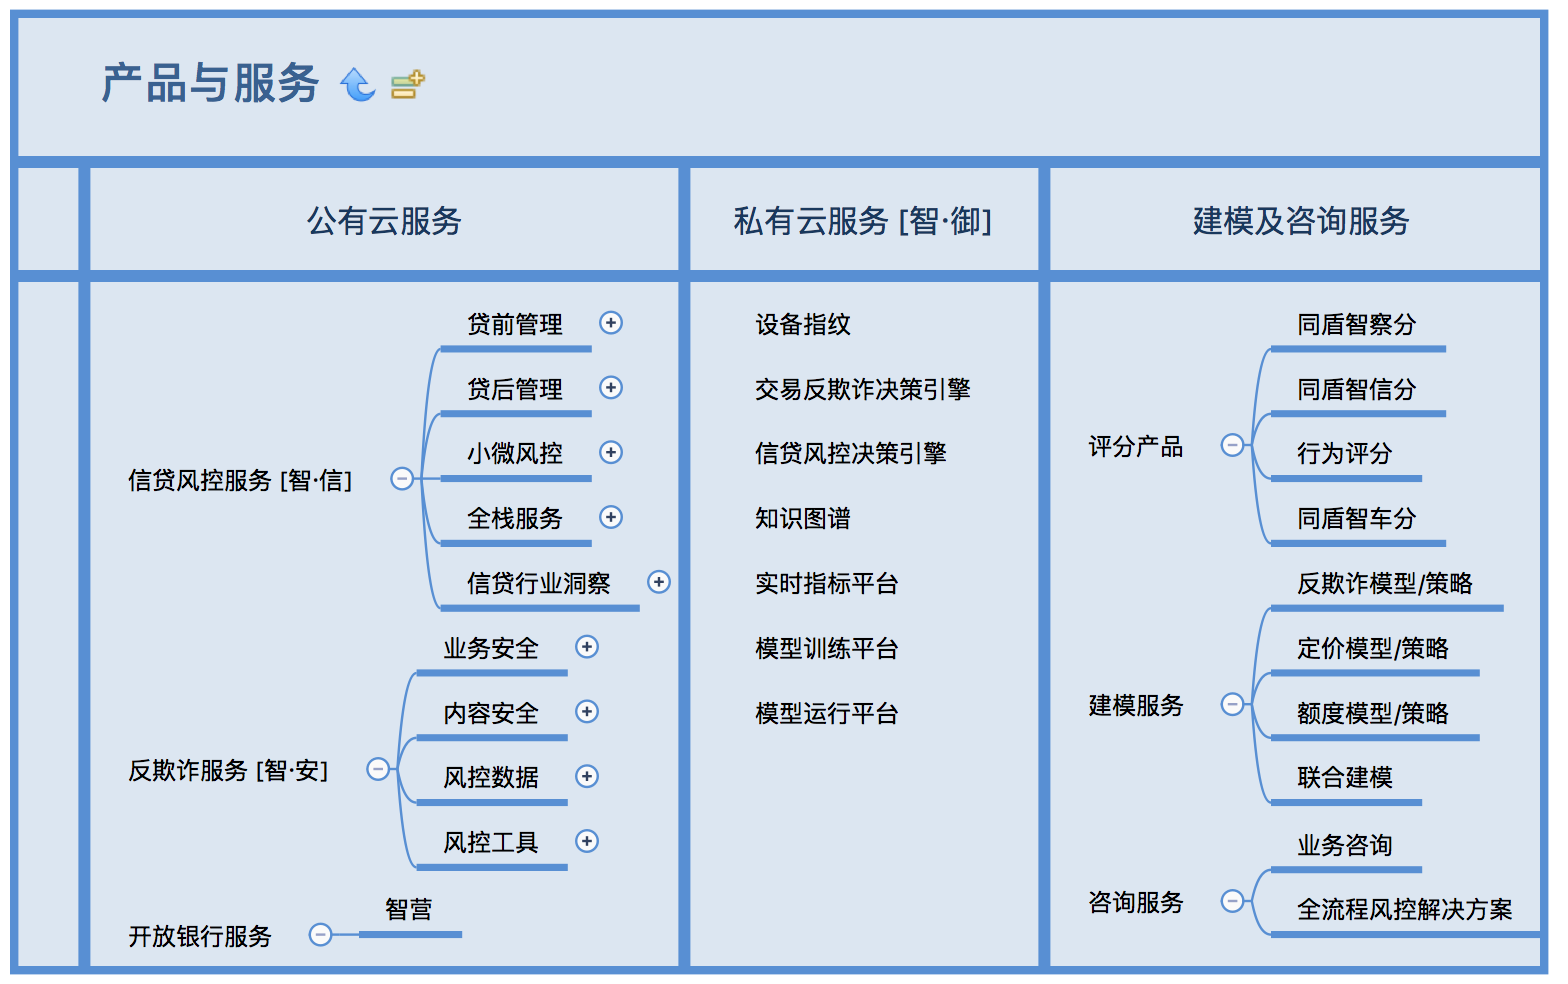 产品与服务
公有云服务
私有云服务 [智·御]
建模及咨询服务
信贷风控服务 [智·信]
贷前管理
贷后管理
小微风控
全栈服务
信贷行业洞察
反欺诈服务 [智·安]
业务安全
内容安全
风控数据
风控工具
开放银行服务
智营
设备指纹
交易反欺诈决策引擎
信贷风控决策引擎
知识图谱
实时指标平台
模型训练平台
模型运行平台
评分产品
同盾智察分
同盾智信分
行为评分
同盾智车分
建模服务
反欺诈模型/策略
定价模型/策略
额度模型/策略
联合建模
咨询服务
业务咨询
全流程风控解决方案